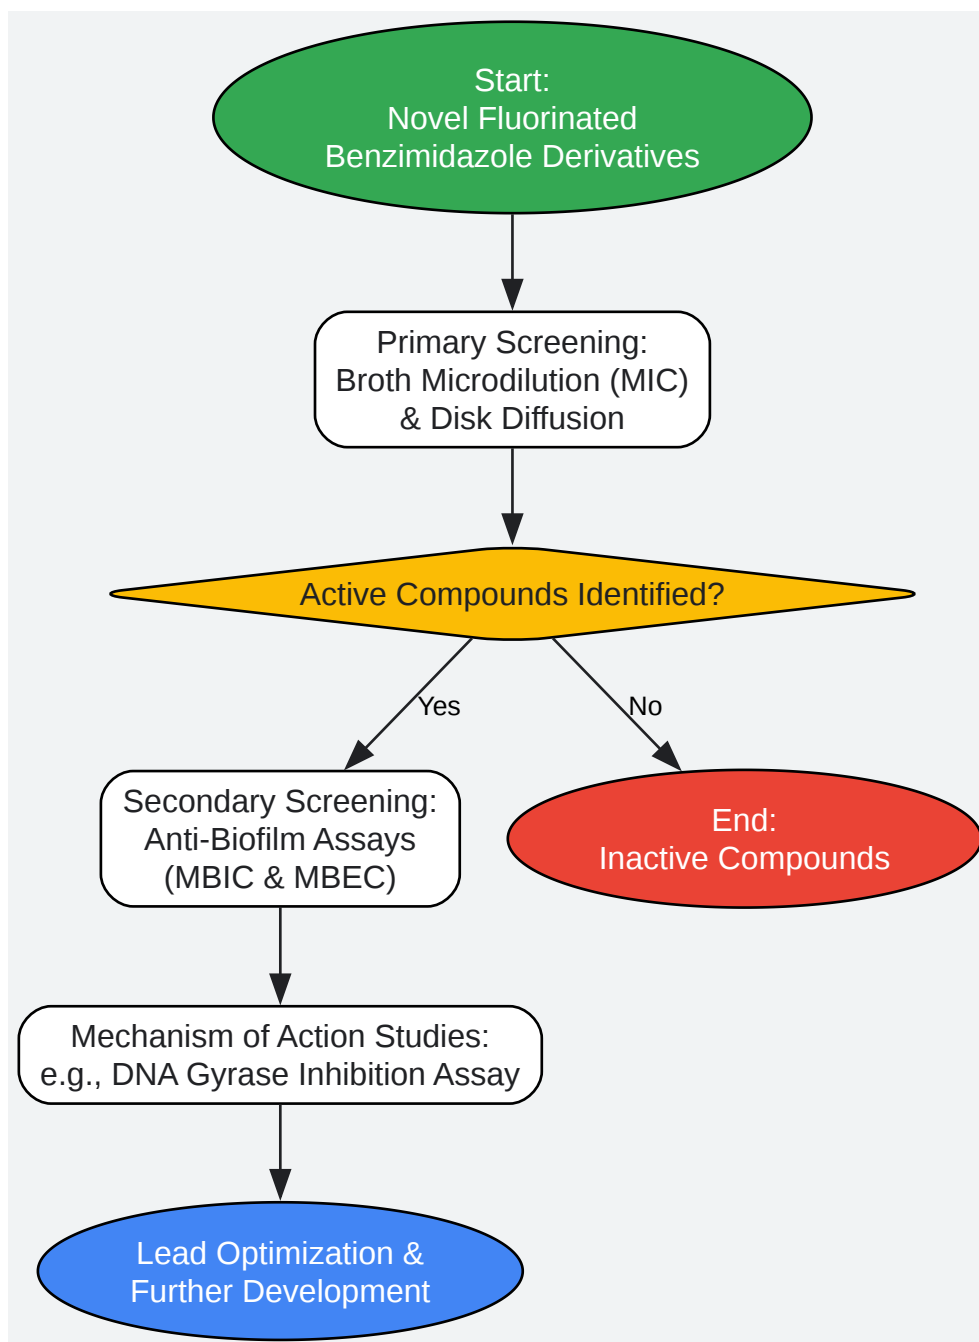 Start:
Novel Fluorinated
Benzimidazole Derivatives
Primary Screening:
Broth Microdilution (MIC)
& Disk Diffusion
Active Compounds Identified?
Yes
No
Secondary Screening:
Anti-Biofilm Assays
(MBIC & MBEC)
End:
Inactive Compounds
Mechanism of Action Studies:
e.g., DNA Gyrase Inhibition Assay
Lead Optimization &
Further Development